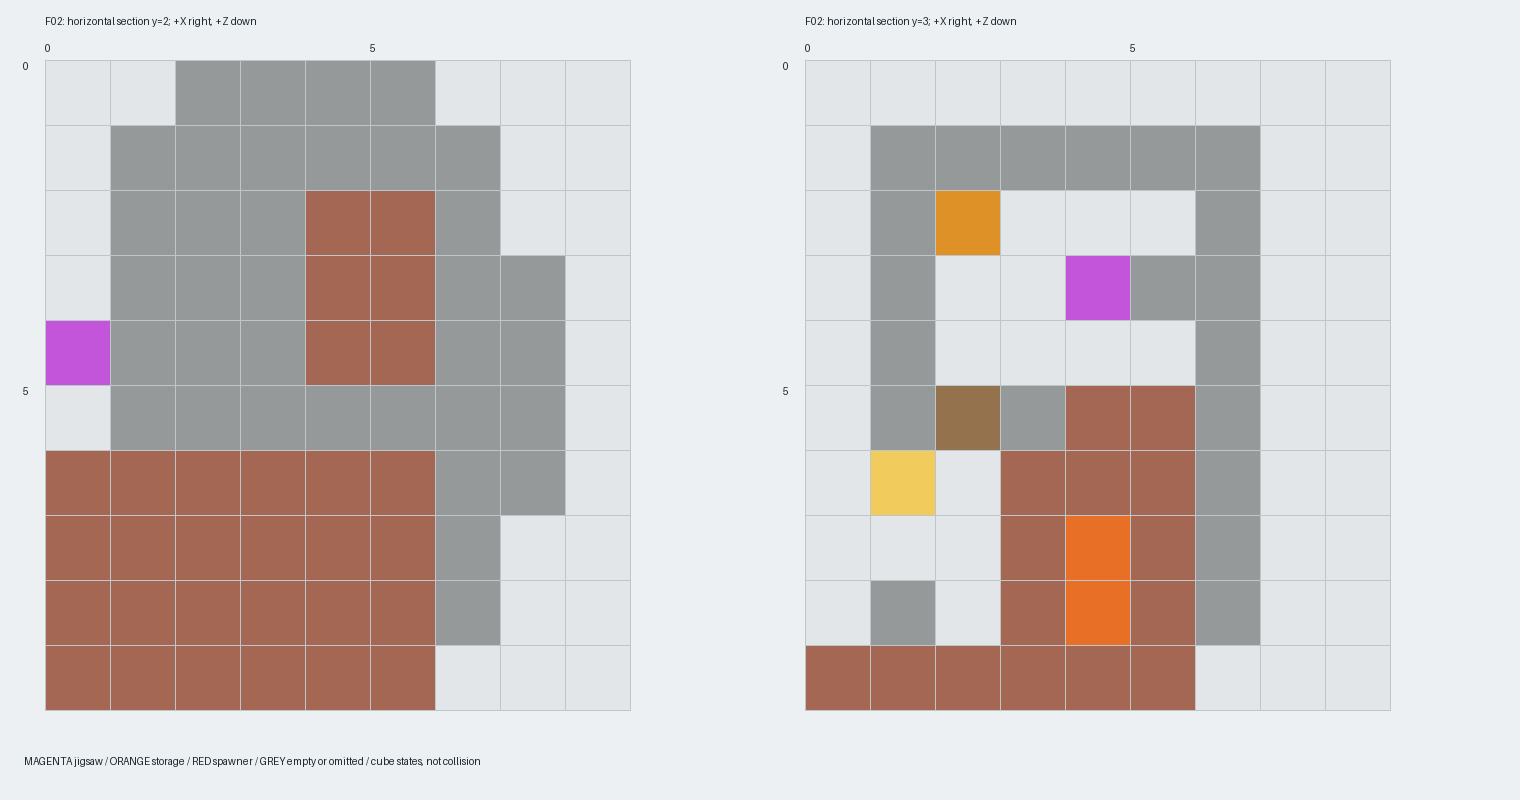 F02: horizontal section y=2; +X right, +Z down
F02: horizontal section y=3; +X right, +Z down
0 5
0 5
0
0
5
5
MAGENTA jigsaw / ORANGE storage / RED spawner / GREY empty or omitted / cube states, not collision